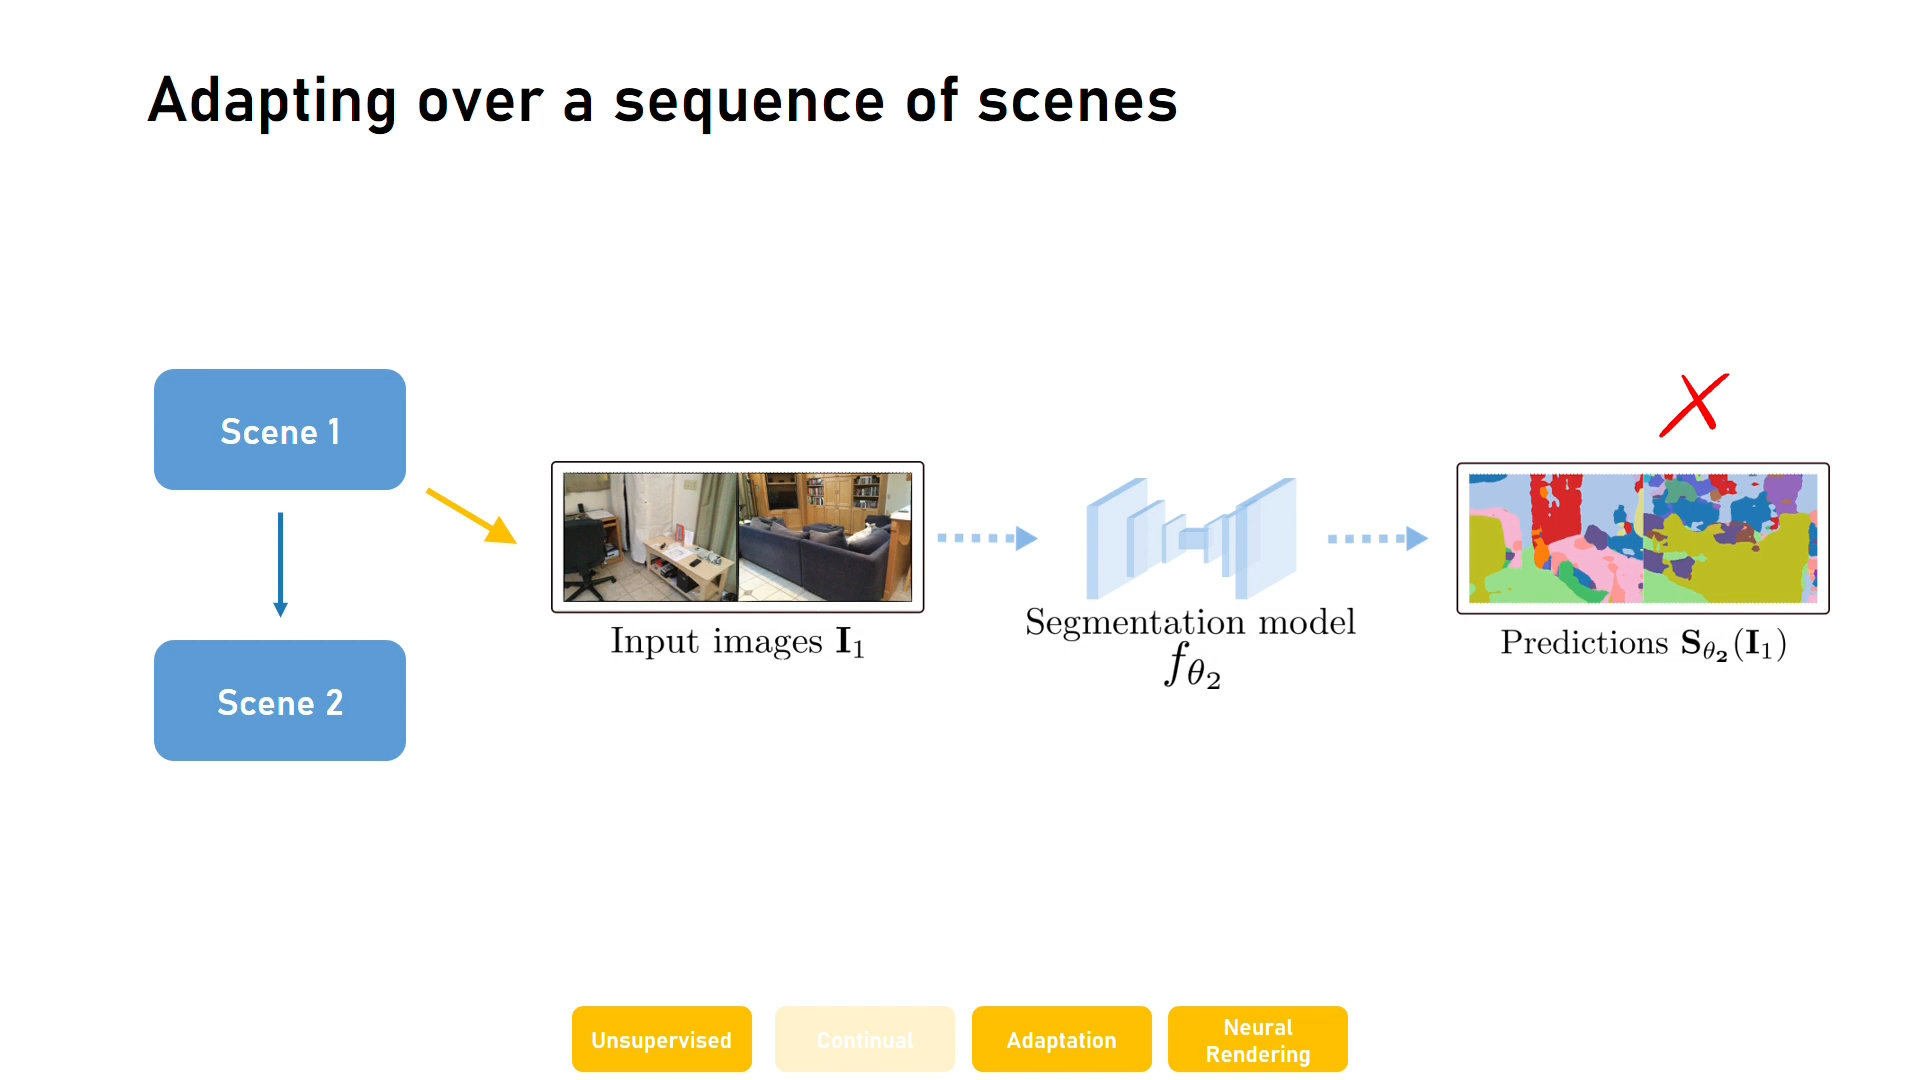 Adapting over a sequence of scenes
Scene 1
Scene 2
Input images I₁
Segmentation model
f_θ₂
Predictions S_θ₂(I₁)
Unsupervised
Continual
Adaptation
Neural
Rendering